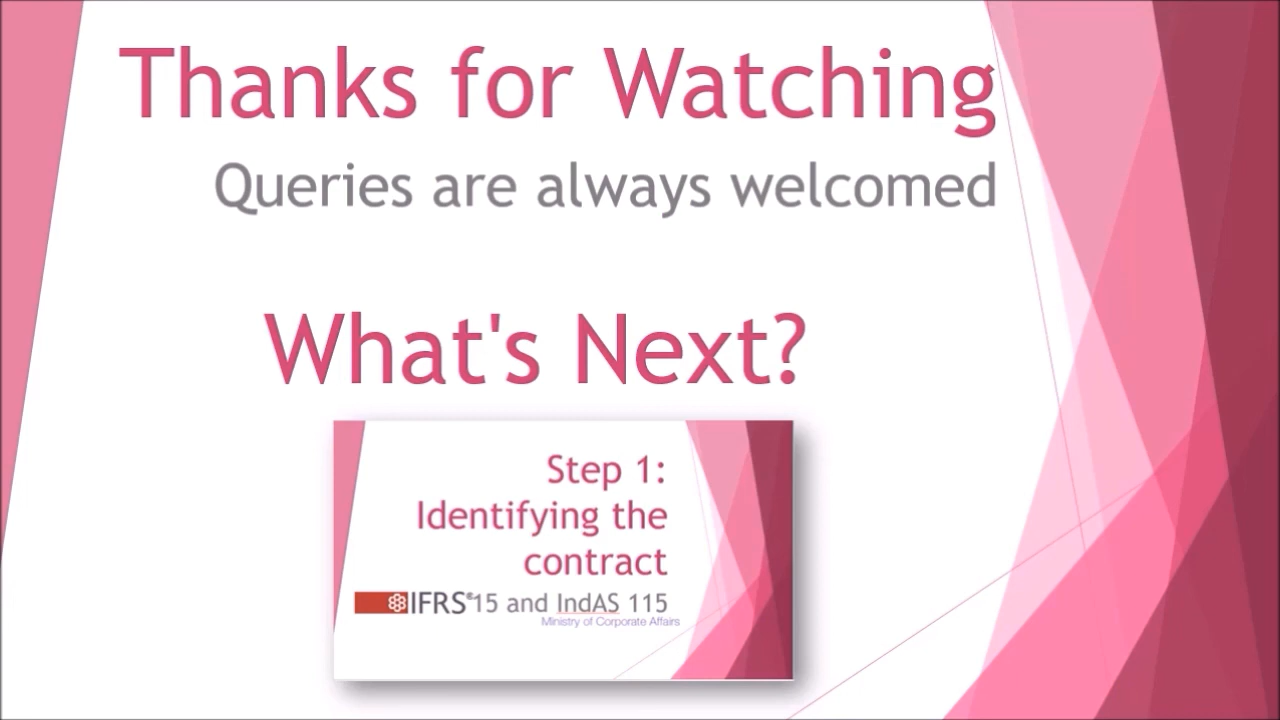 Thanks for Watching
Queries are always welcomed
What's Next?
Step 1:
Identifying the
contract
IFRS®15 and IndAS 115
Ministry of Corporate Affairs